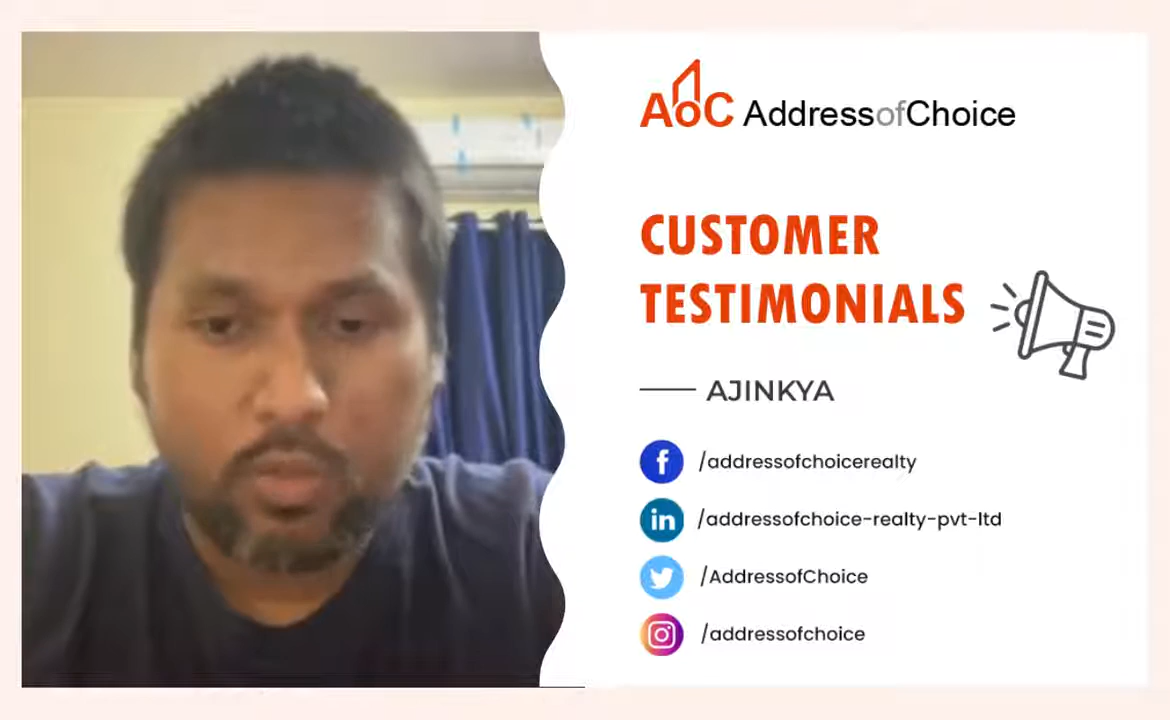 AOC AddressofChoice
CUSTOMER
TESTIMONIALS
AJINKYA
/addressofchoicerealty
/addressofchoice-realty-pvt-ltd
/AddressofChoice
/addressofchoice